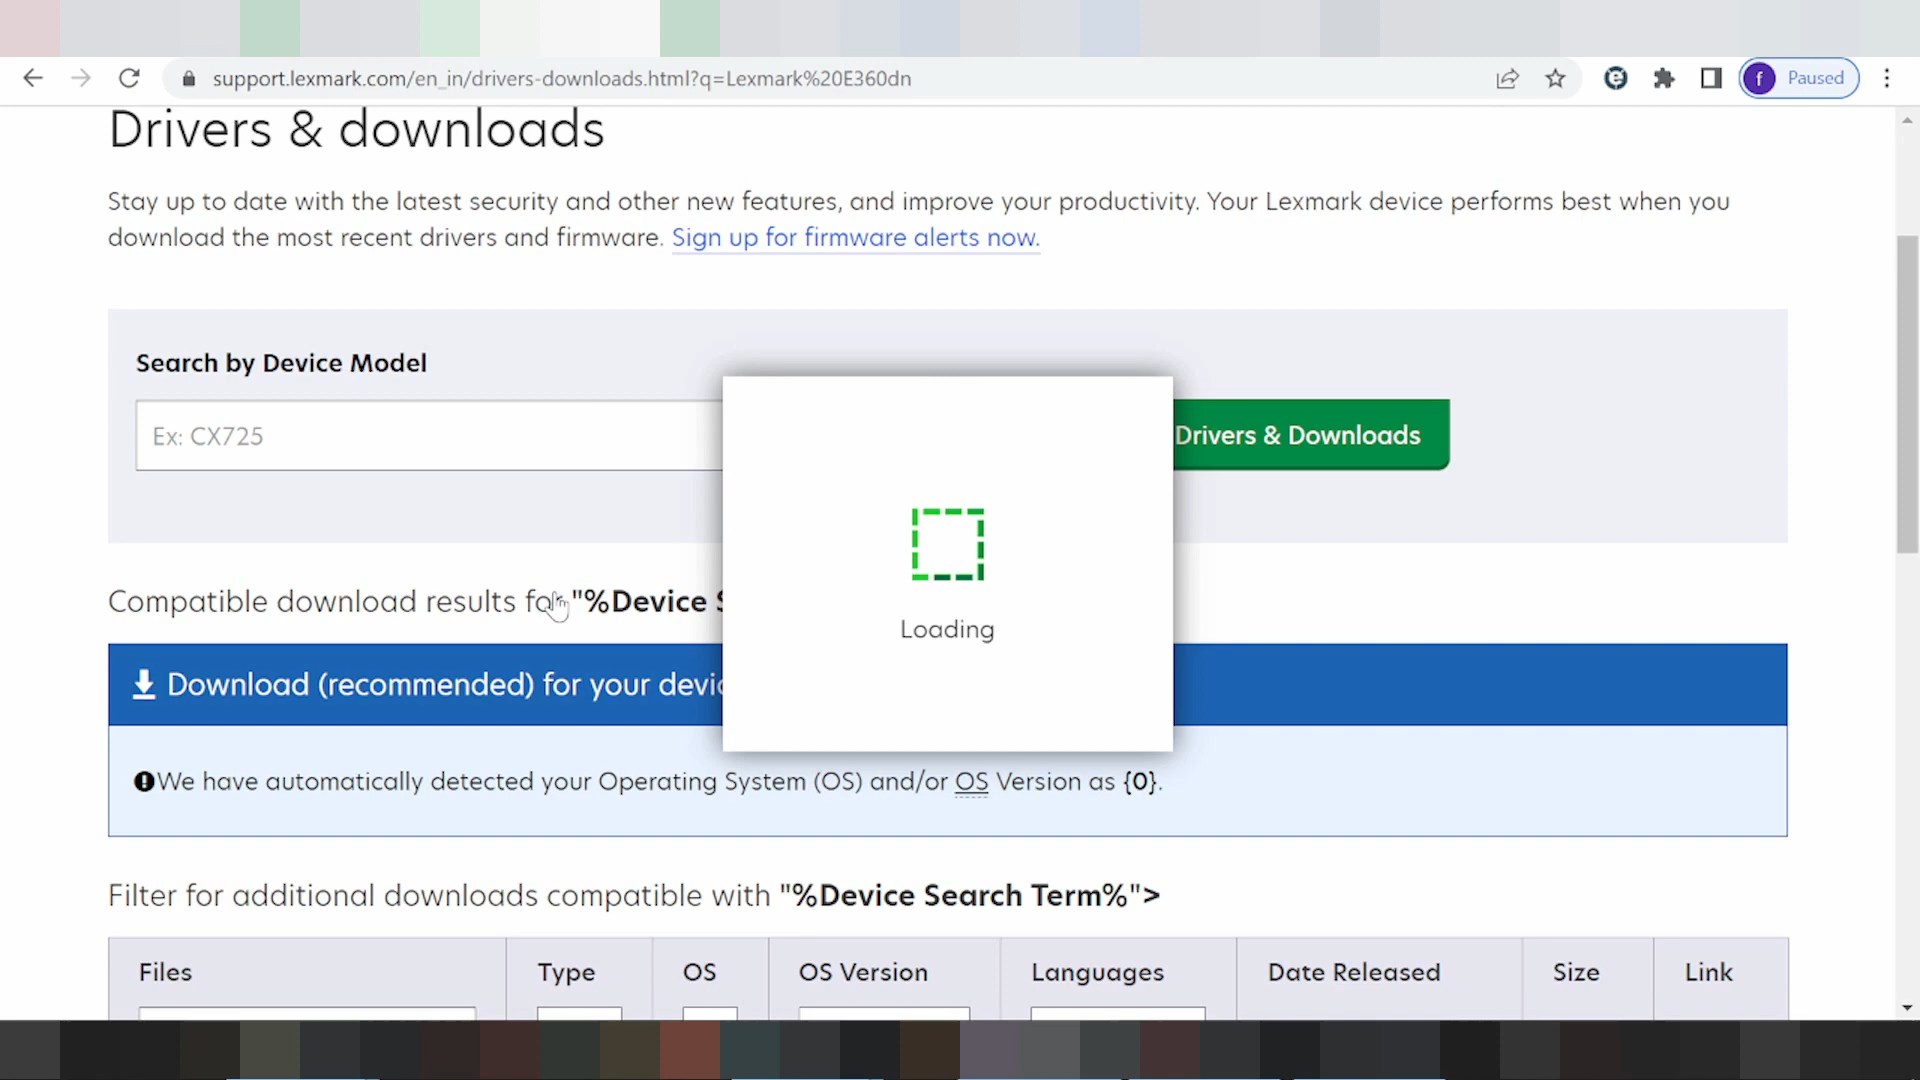 support.lexmark.com/en_in/drivers-downloads.html?q=Lexmark%20E360dn
f Paused
Drivers & downloads
Stay up to date with the latest security and other new features, and improve your productivity. Your Lexmark device performs best when you
download the most recent drivers and firmware. Sign up for firmware alerts now.
Search by Device Model
Ex: CX725
Drivers & Downloads
Loading
Compatible download results for "%Device
Download (recommended) for your
We have automatically detected your Operating System (OS) and/or OS Version as {0}.
Filter for additional downloads compatible with "%Device Search Term%">
Files Type OS OS Version Languages Date Released Size Link